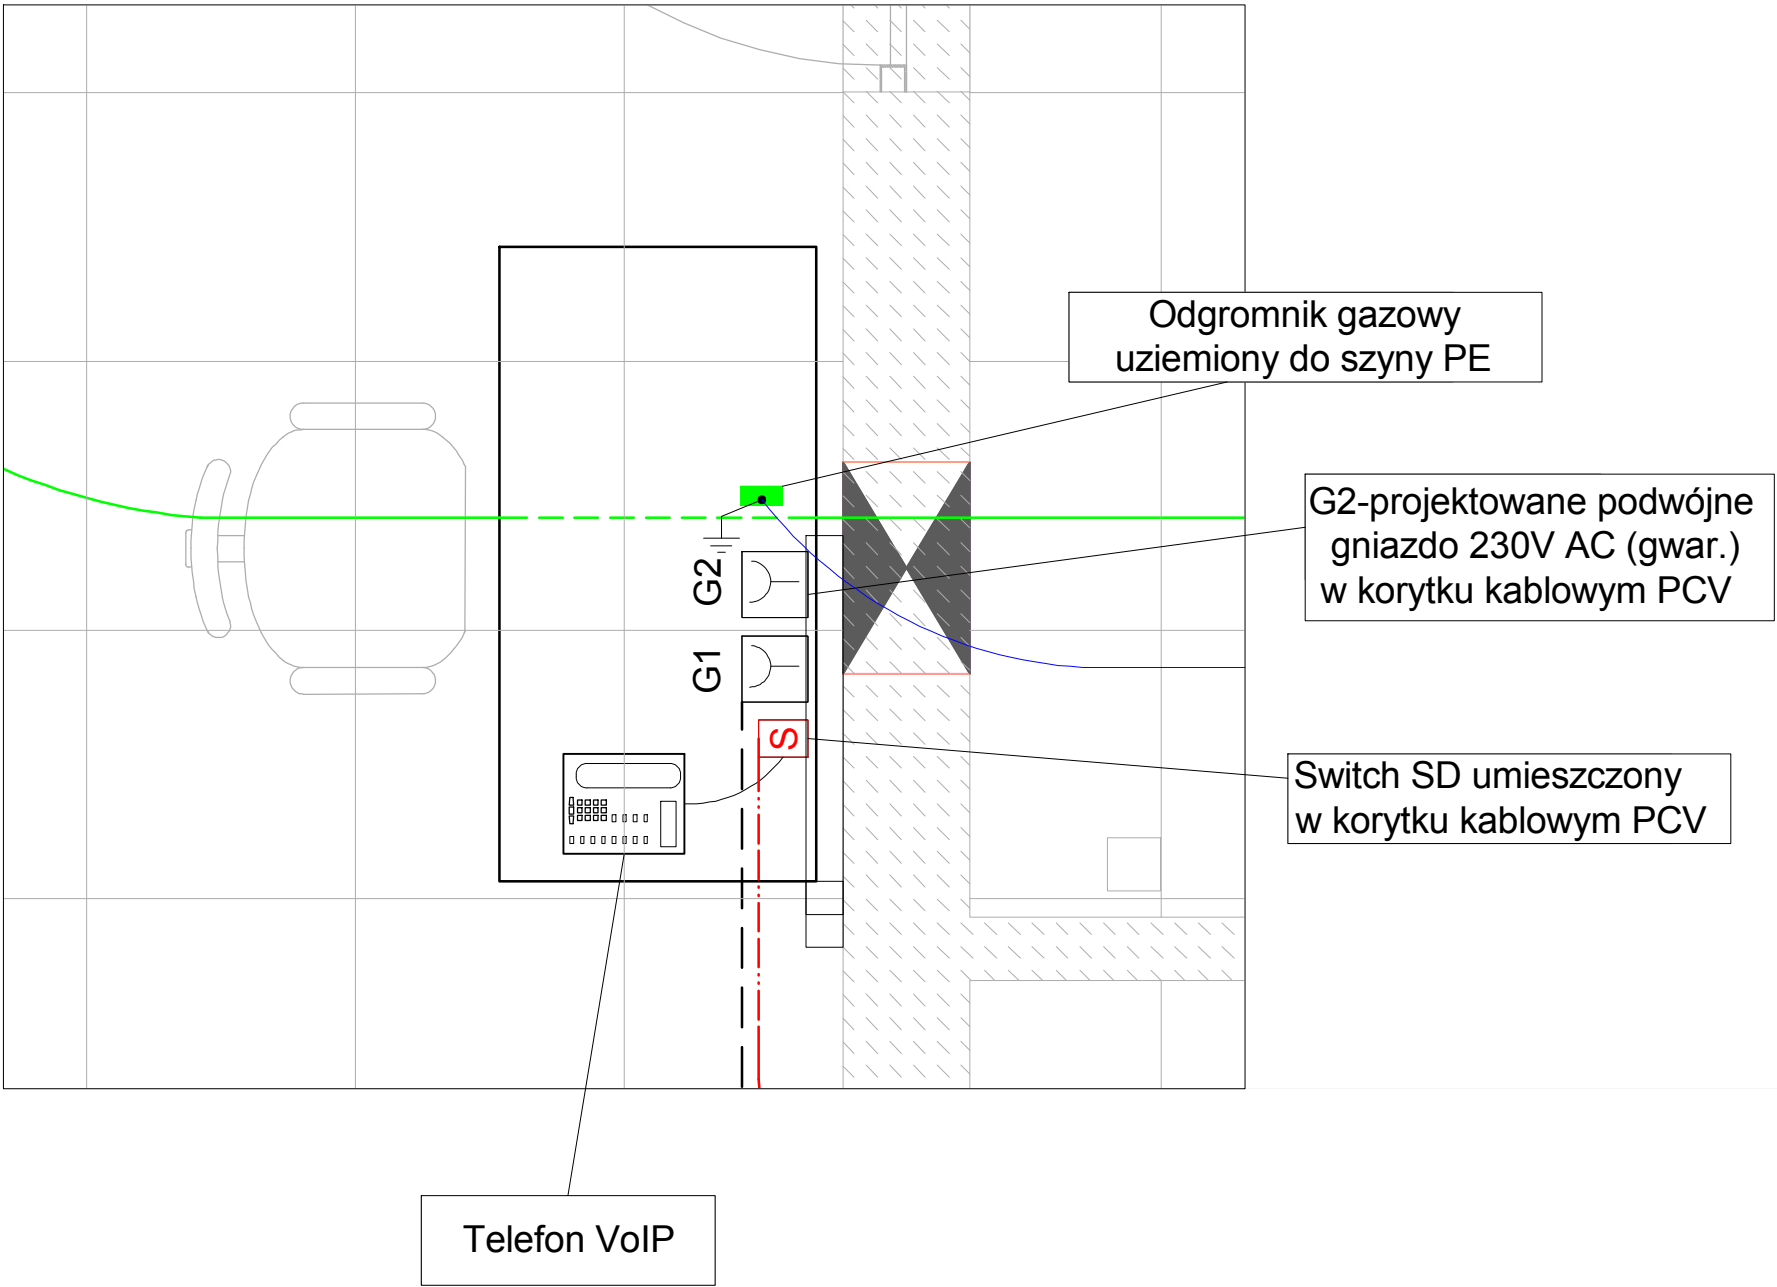 Odgromnik gazowy
uziemiony do szyny PE
G2-projektowane podwójne
gniazdo 230V AC (gwar.)
w korytku kablowym PCV
G2
G1
S
Switch SD umieszczony
w korytku kablowym PCV
Telefon VoIP